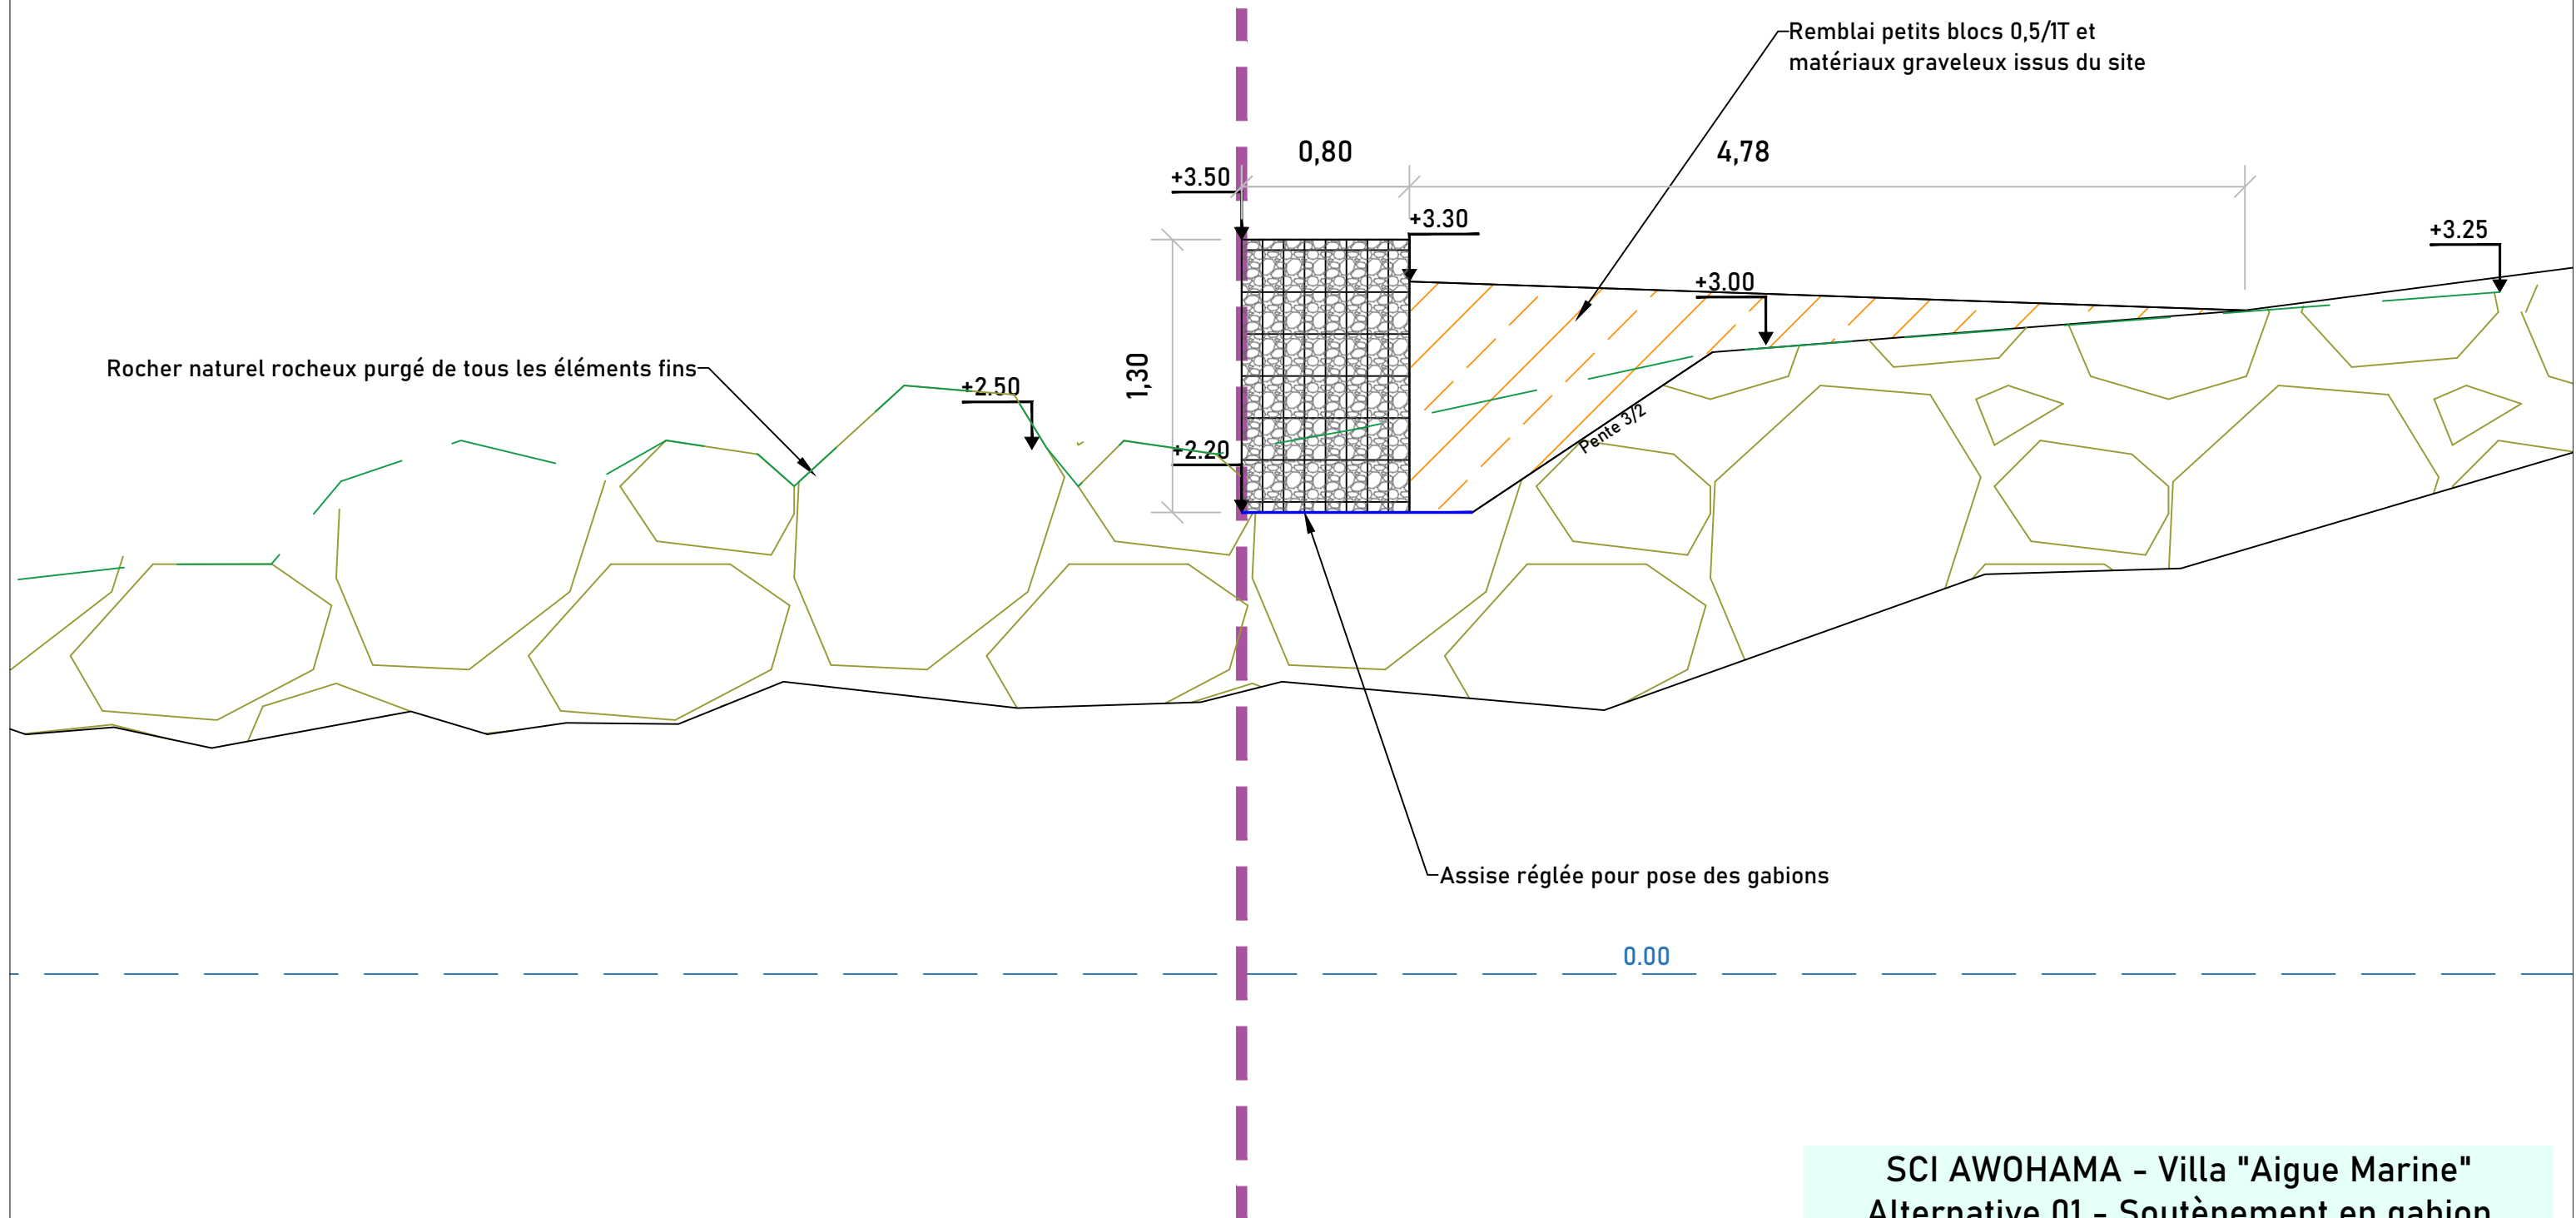 Remblai petits blocs 0,5/1T et
matériaux graveleux issus du site
0,80
4,78
+3.50
+3.30
+3.25
+3.00
Rocher naturel rocheux purgé de tous les éléments fins
1,30
+2.50
+2.20
Pente 3/2
Assise réglée pour pose des gabions
0.00
SCI AWOHAMA - Villa "Aigue Marine"
Alternative 01 - Soutènement en gabion